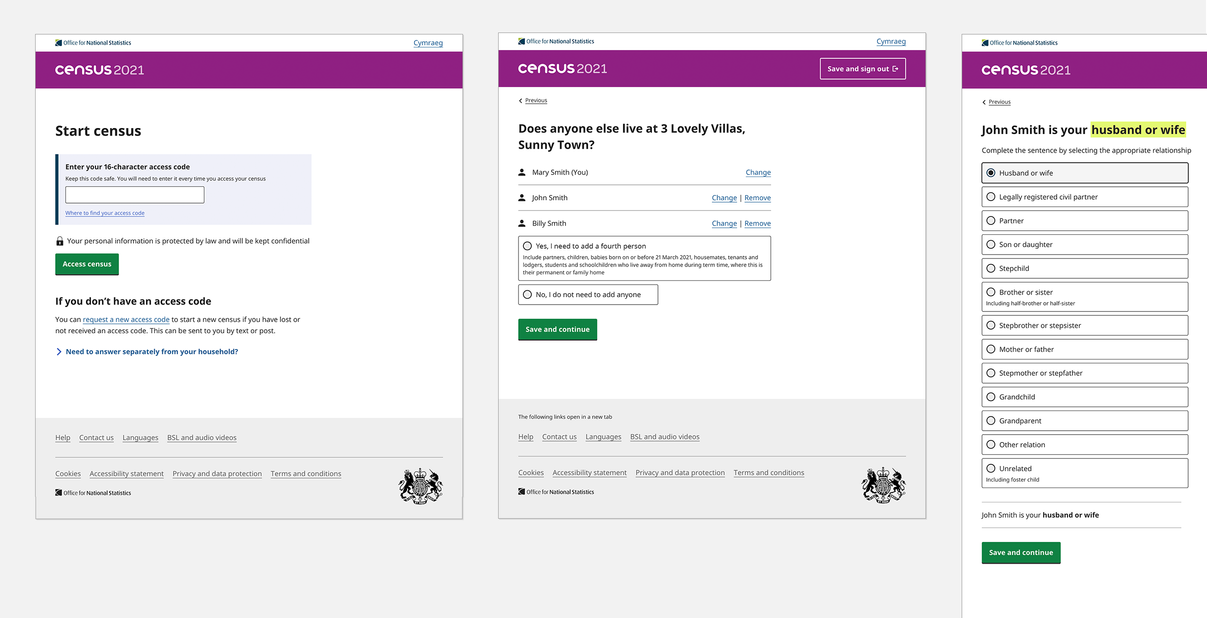 Office for National Statistics
Cymraeg
census 2021
Start census
Enter your 16-character access code
Keep this code safe. You will need to enter it every time you access your census
Where to find your access code
Your personal information is protected by law and will be kept confidential
Access census
If you don't have an access code
You can request a new access code to start a new census if you have lost or
not received an access code. This can be sent to you by text or post.
Need to answer separately from your household?
Help Contact us Languages BSL and audio videos
Cookies Accessibility statement Privacy and data protection Terms and conditions
Office for National Statistics
Office for National Statistics
Cymraeg
census 2021
Save and sign out
Previous
Does anyone else live at 3 Lovely Villas,
Sunny Town?
Mary Smith (You) Change
John Smith Change | Remove
Billy Smith Change | Remove
Yes, I need to add a fourth person
Include partners, children, babies born on or before 21 March 2021, housemates, tenants and
lodgers, students and schoolchildren who live away from home during term time, where this is
their permanent or family home
No, I do not need to add anyone
Save and continue
The following links open in a new tab
Help Contact us Languages BSL and audio videos
Cookies Accessibility statement Privacy and data protection Terms and conditions
Office for National Statistics
Office for National Statistics
census 2021
Previous
John Smith is your husband or wife
Complete the sentence by selecting the appropriate relationship
Husband or wife
Legally registered civil partner
Partner
Son or daughter
Stepchild
Brother or sister
Including half-brother or half-sister
Stepbrother or stepsister
Mother or father
Stepmother or stepfather
Grandchild
Grandparent
Other relation
Unrelated
Including foster child
John Smith is your husband or wife
Save and continue